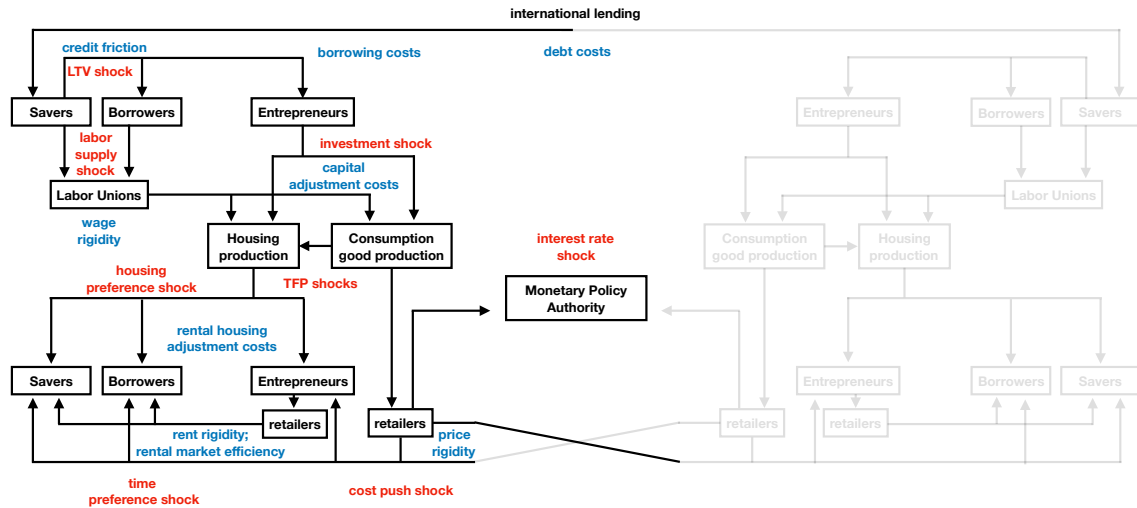 international lending
credit friction
borrowing costs
debt costs
LTV shock
Savers
Borrowers
Entrepreneurs
Entrepreneurs
Borrowers
Savers
labor
supply
shock
investment shock
capital
adjustment costs
Labor Unions
Labor Unions
wage
rigidity
Housing
production
Consumption
good production
interest rate
shock
Consumption
good production
Housing
production
housing
preference shock
TFP shocks
Monetary Policy
Authority
rental housing
adjustment costs
Savers
Borrowers
Entrepreneurs
Entrepreneurs
Borrowers
Savers
retailers
retailers
retailers
retailers
rent rigidity;
rental market efficiency
price
rigidity
time
preference shock
cost push shock